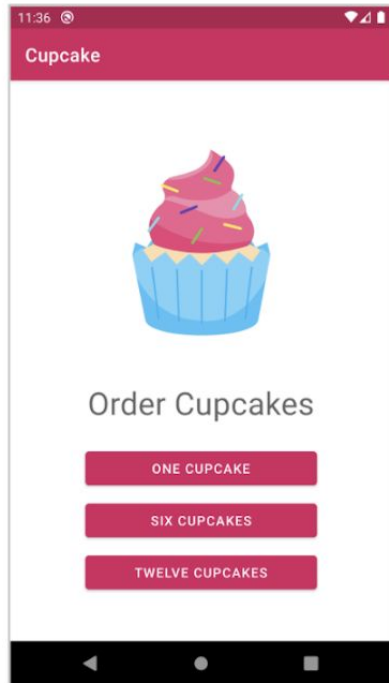 11:36
Cupcake
Order Cupcakes
ONE CUPCAKE
SIX CUPCAKES
TWELVE CUPCAKES